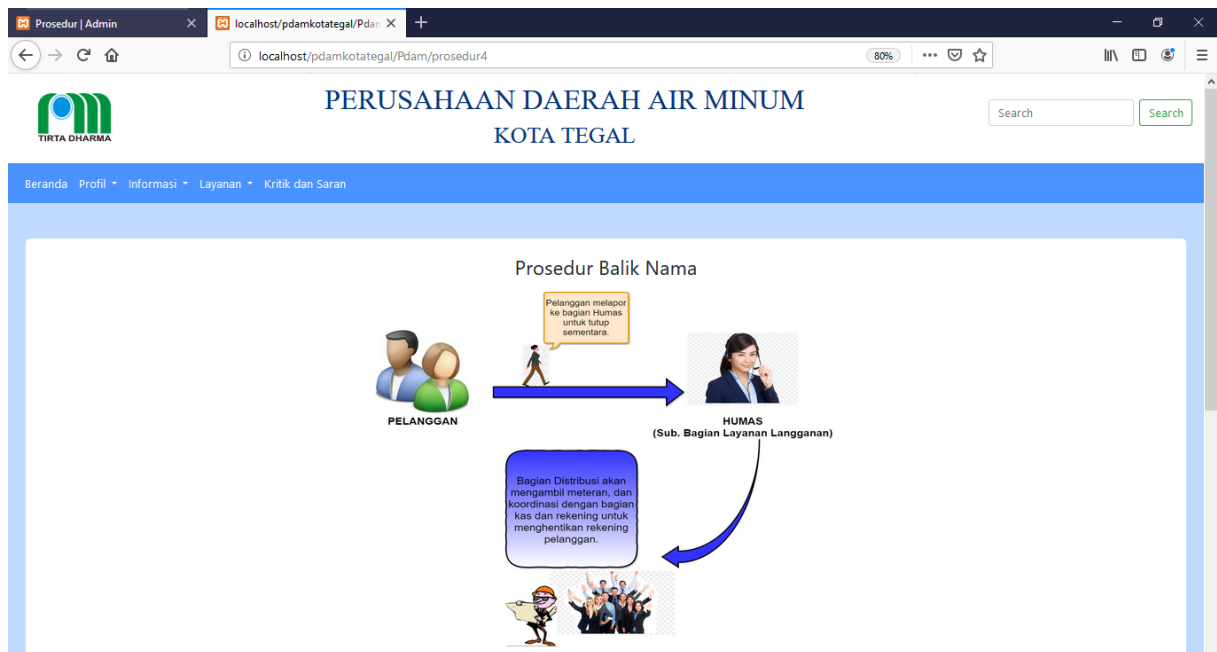 Prosedur | Admin
localhost/pdamkotategal/Pdam
localhost/pdamkotategal/Pdam/prosedur4
80%
TIRTA DHARMA
PERUSAHAAN DAERAH AIR MINUM
KOTA TEGAL
Search
Search
Beranda Profil Informasi Layanan Kritik dan Saran
Prosedur Balik Nama
Pelanggan melapor
ke bagian Humas
untuk tutup
sementara.
PELANGGAN
HUMAS
(Sub. Bagian Layanan Langganan)
Bagian Distribusi akan
mengambil meteran, dan
koordinasi dengan bagian
kas dan rekening untuk
menghentikan rekening
pelanggan.